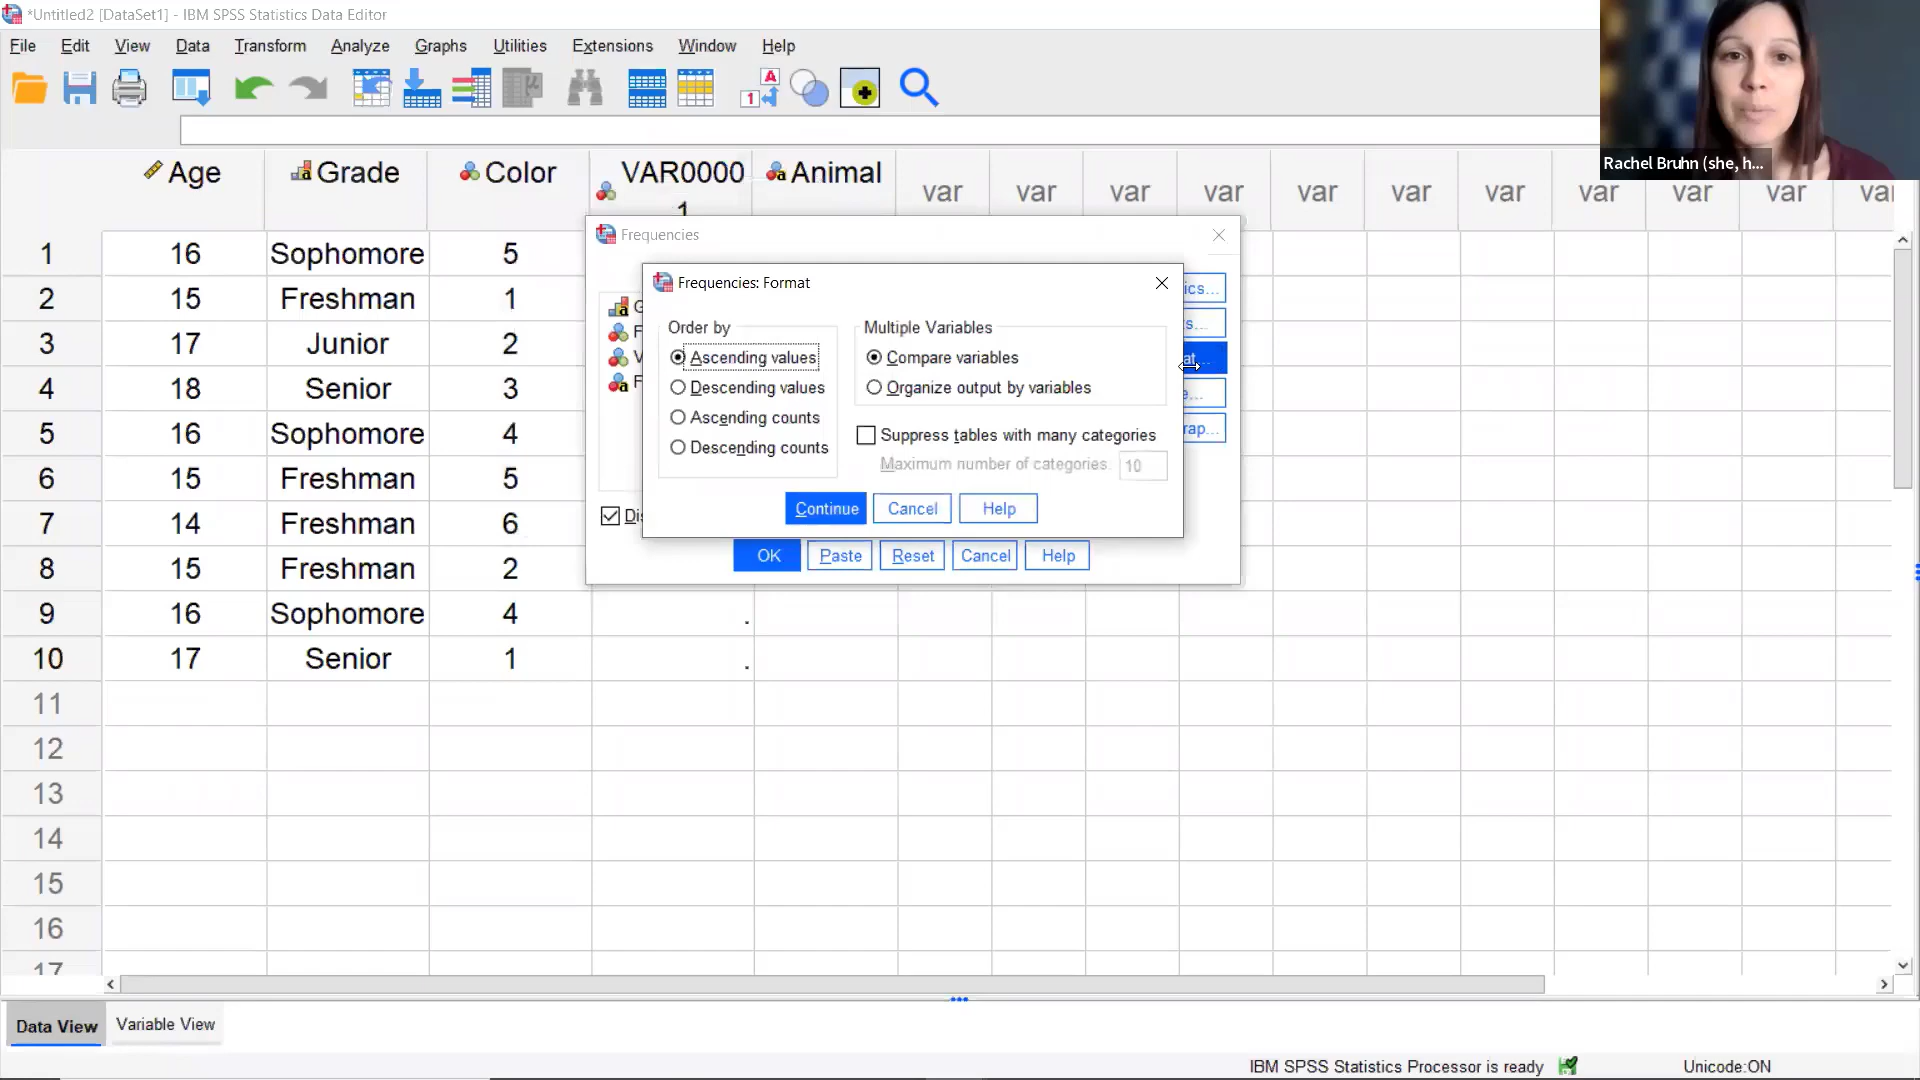 *Untitled2 [DataSet1] - IBM SPSS Statistics Data Editor
File Edit View Data Transform Analyze Graphs Utilities Extensions Window Help
Rachel Bruhn (she, h...
Age Grade Color VAR0000 Animal var var var var var var var var var var va
1
1 16 Sophomore 5
2 15 Freshman 1
3 17 Junior 2
4 18 Senior 3
5 16 Sophomore 4
6 15 Freshman 5
7 14 Freshman 6
8 15 Freshman 2
9 16 Sophomore 4 .
10 17 Senior 1 .
11
12
13
14
15
16
17
Frequencies
ics...
s...
at...
e...
rap...
Frequencies: Format
Order by
Ascending values
Descending values
Ascending counts
Descending counts
Multiple Variables
Compare variables
Organize output by variables
Suppress tables with many categories
Maximum number of categories. 10
Continue Cancel Help
Dis
OK Paste Reset Cancel Help
Data View Variable View
IBM SPSS Statistics Processor is ready Unicode:ON